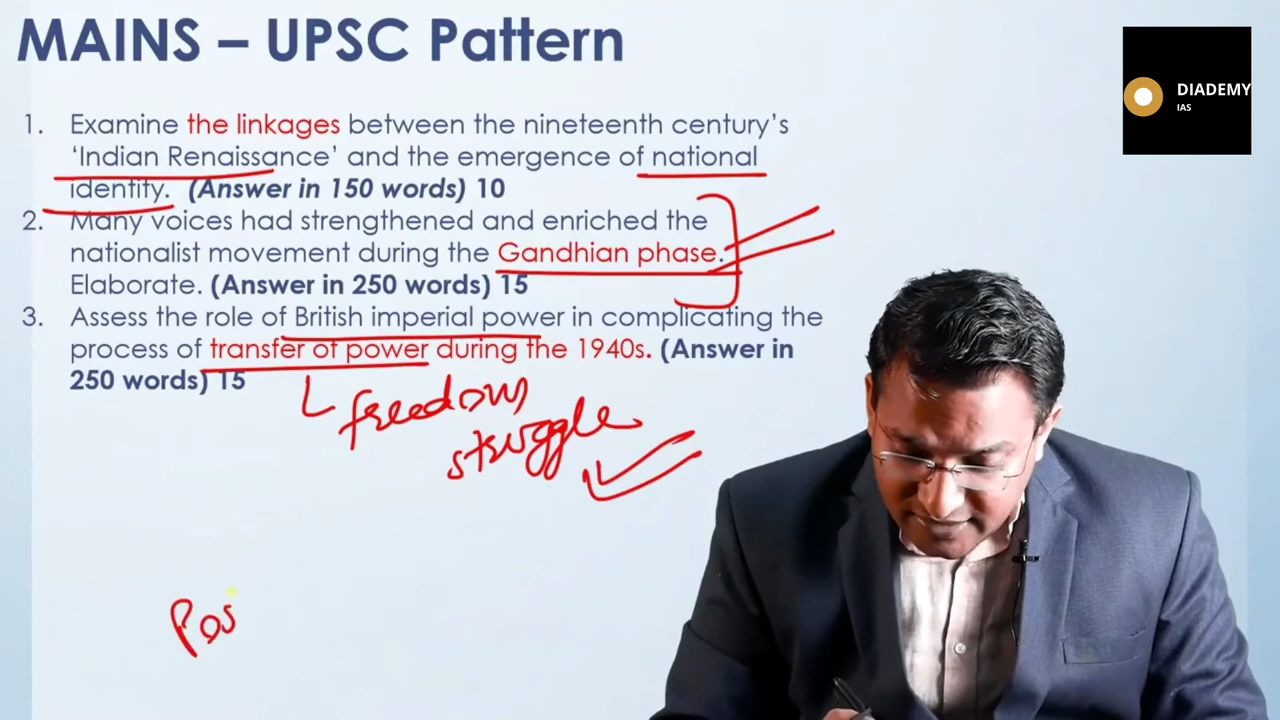 MAINS – UPSC Pattern
DIADEMY
IAS
1. Examine the linkages between the nineteenth century's
'Indian Renaissance' and the emergence of national
identity. (Answer in 150 words) 10
2. Many voices had strengthened and enriched the
nationalist movement during the Gandhian phase.
Elaborate. (Answer in 250 words) 15
3. Assess the role of British imperial power in complicating the
process of transfer of power during the 1940s. (Answer in
250 words) 15
freedom
struggle
Pos